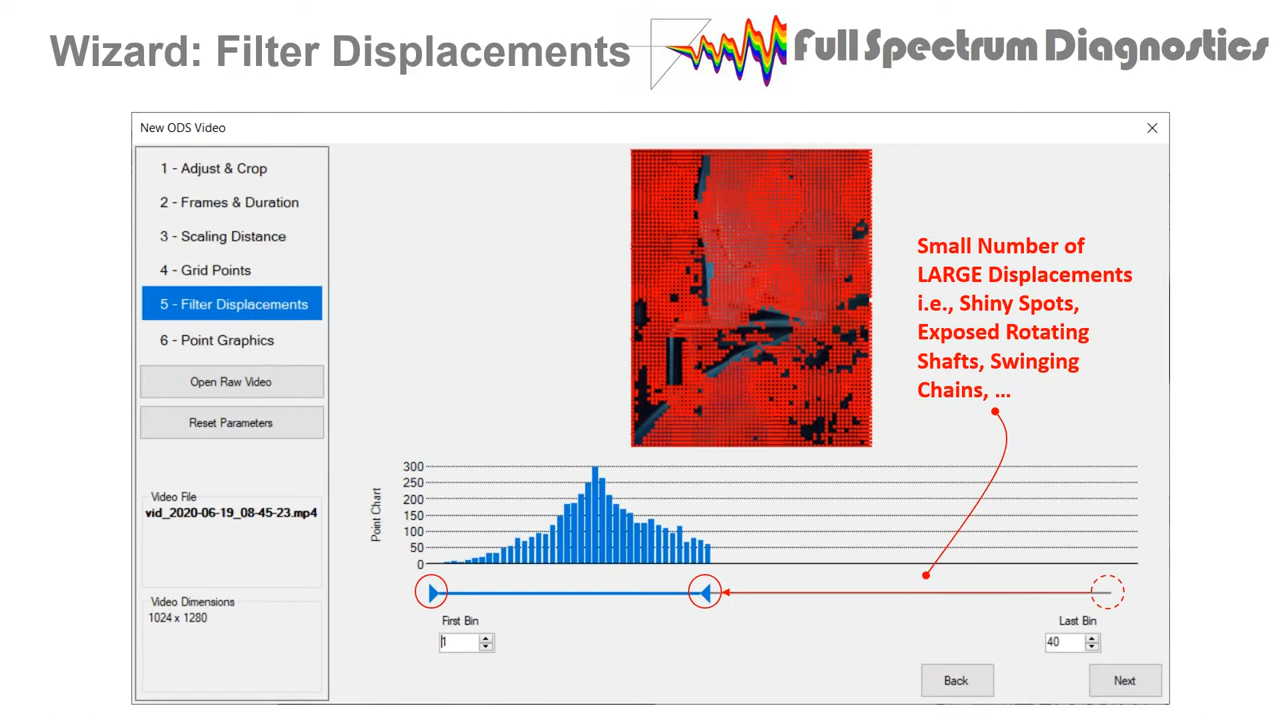 Wizard: Filter Displacements
Full Spectrum Diagnostics
New ODS Video
1 - Adjust & Crop
2 - Frames & Duration
3 - Scaling Distance
4 - Grid Points
5 - Filter Displacements
6 - Point Graphics
Open Raw Video
Reset Parameters
Video File
vid_2020-06-19_08-45-23.mp4
Video Dimensions
1024 x 1280
Small Number of
LARGE Displacements
i.e., Shiny Spots,
Exposed Rotating
Shafts, Swinging
Chains, ...
Point Chart
300
250
200
150
100
50
0
First Bin
1
Last Bin
40
Back
Next